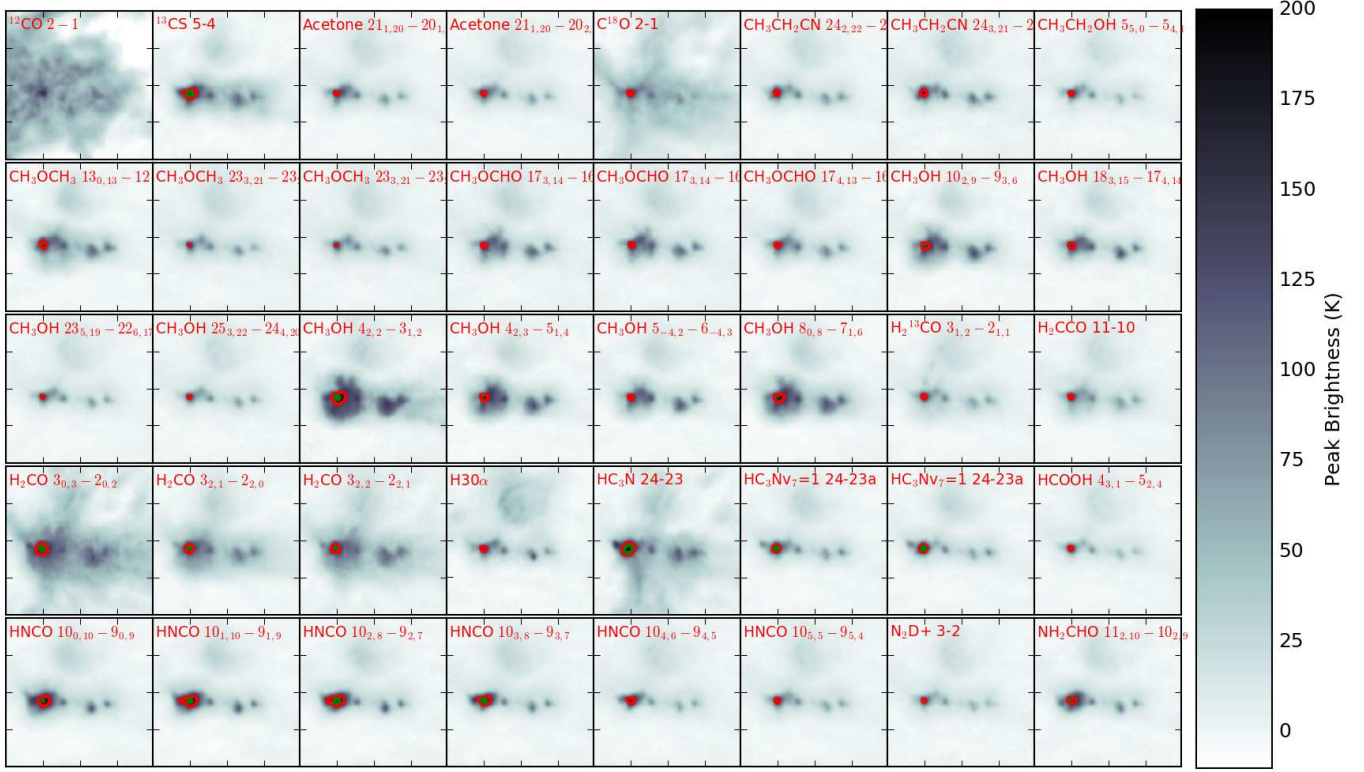 ¹²CO 2 − 1
¹³CS 5-4
Acetone 21₁,₂₀−20₁,
Acetone 21₁,₂₀−20₂,
C¹⁸O 2-1
CH₃CH₂CN 24₂,₂₂−2
CH₃CH₂CN 24₃,₂₁−2
CH₃CH₂OH 5₅,₀−5₄,₁
CH₃OCH₃ 13₀,₁₃−12
CH₃OCH₃ 23₃,₂₁−23
CH₃OCH₃ 23₃,₂₁−23
CH₃OCHO 17₃,₁₄−16
CH₃OCHO 17₃,₁₄−16
CH₃OCHO 17₄,₁₃−16
CH₃OH 10₂,₉−9₃,₆
CH₃OH 18₃,₁₅−17₄,₁₄
CH₃OH 23₅,₁₉−22₆,₁₇
CH₃OH 25₃,₂₂−24₄,₂₀
CH₃OH 4₂,₂−3₁,₂
CH₃OH 4₂,₃−5₁,₄
CH₃OH 5₋₄,₂−6₋₄,₃
CH₃OH 8₀,₈−7₁,₆
H₂¹³CO 3₁,₂−2₁,₁
H₂CCO 11-10
H₂CO 3₀,₃−2₀,₂
H₂CO 3₂,₁−2₂,₀
H₂CO 3₂,₂−2₂,₁
H30α
HC₃N 24-23
HC₃Nv₇=1 24-23a
HC₃Nv₇=1 24-23a
HCOOH 4₃,₁−5₂,₄
HNCO 10₀,₁₀−9₀,₉
HNCO 10₁,₁₀−9₁,₉
HNCO 10₂,₈−9₂,₇
HNCO 10₃,₈−9₃,₇
HNCO 10₄,₆−9₄,₅
HNCO 10₅,₅−9₅,₄
N₂D+ 3-2
NH₂CHO 11₂,₁₀−10₂,₉
200
175
150
125
100
75
50
25
0
Peak Brightness (K)